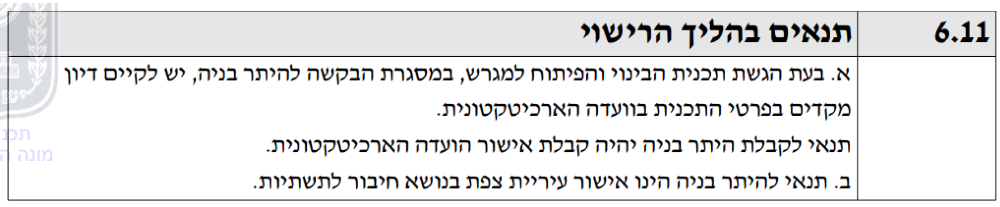 6.11 תנאים בהליך הרישוי
א. בעת הגשת תכנית הבינוי והפיתוח למגרש, במסגרת הבקשה להיתר בניה, יש לקיים דיון
מקדים בפרטי התכנית בוועדה הארכיטקטונית.
תנאי לקבלת היתר בניה יהיה קבלת אישור הועדה הארכיטקטונית.
ב. תנאי להיתר בניה הינו אישור עיריית צפת בנושא חיבור לתשתיות.
תכנ
מונה ה